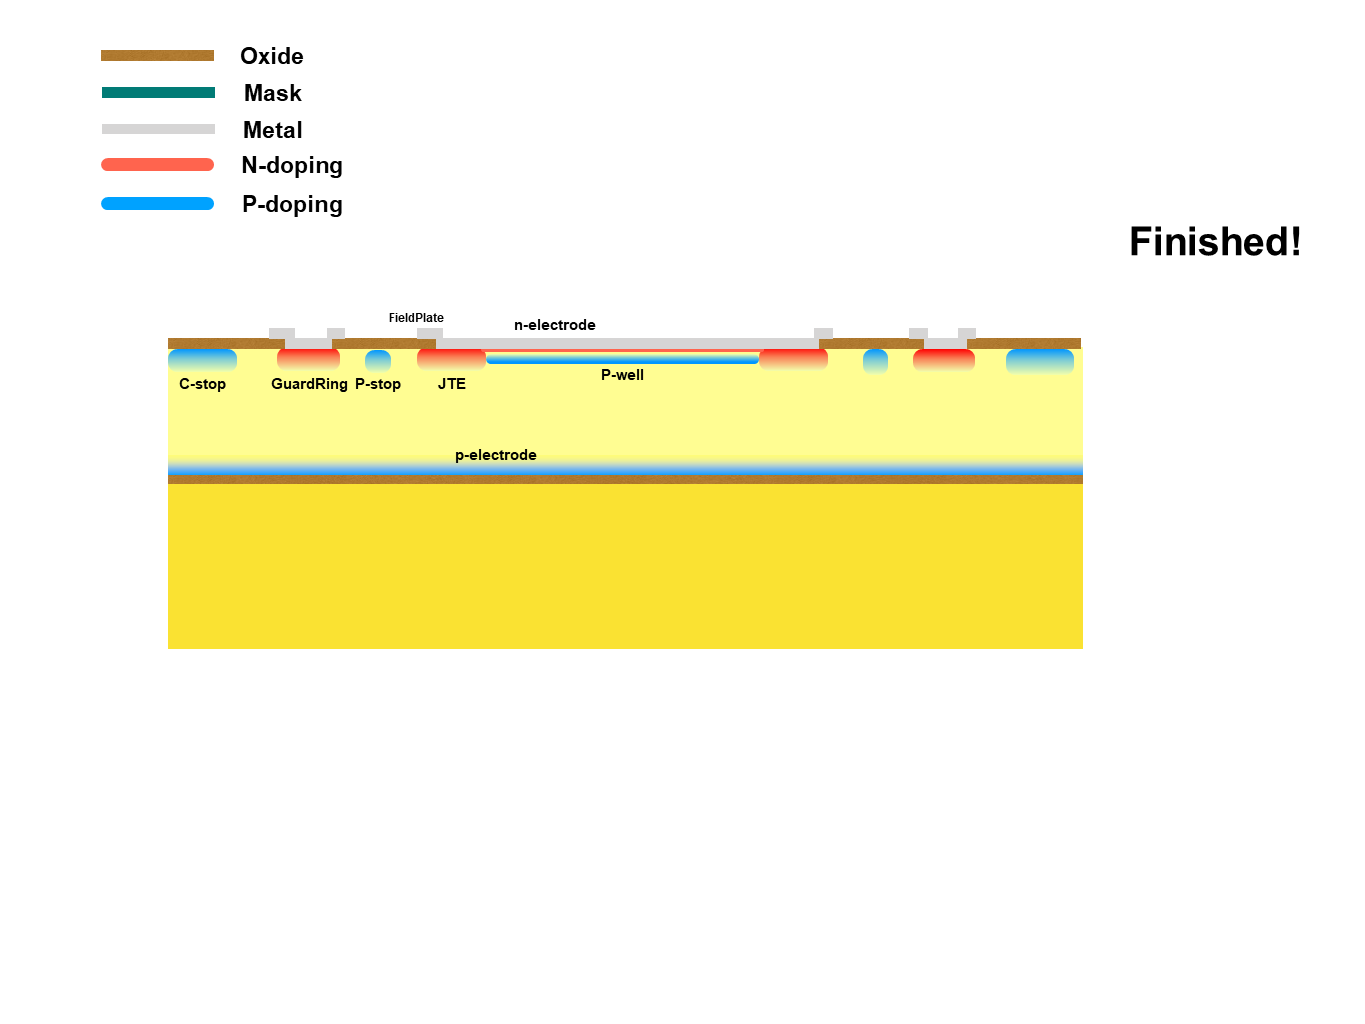 Oxide
Mask
Metal
N-doping
P-doping
Finished!
FieldPlate
n-electrode
C-stop
GuardRing
P-stop
JTE
P-well
p-electrode